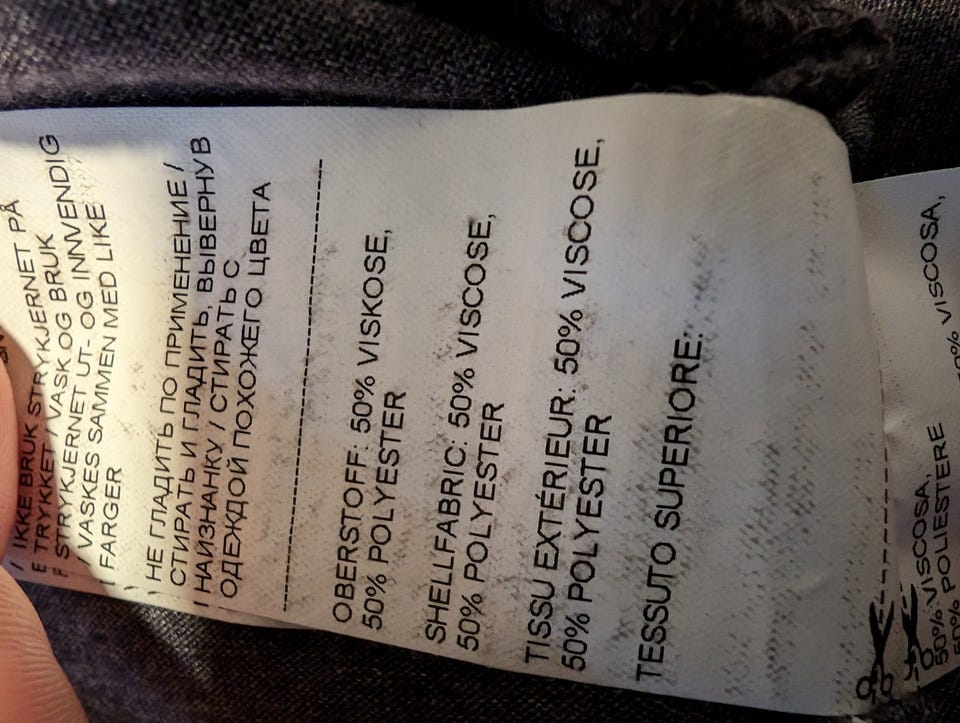 / IKKE BRUK STRYKJERNET PÅ
TRYKKET / VASK OG BRUK
STRYKJERNET UT- OG INNVENDIG
/ VASKES SAMMEN MED LIKE
FARGER
НЕ ГЛАДИТЬ ПО ПРИМЕНЕНИЕ /
СТИРАТЬ И ГЛАДИТЬ, ВЫВЕРНУВ
НАИЗНАНКУ / СТИРАТЬ С
ОДЕЖДОЙ ПОХОЖЕГО ЦВЕТА
OBERSTOFF: 50% VISKOSE,
50% POLYESTER
SHELLFABRIC: 50% VISCOSE,
50% POLYESTER
TISSU EXTÉRIEUR: 50% VISCOSE,
50% POLYESTER
TESSUTO SUPERIORE:
50% VISCOSA,
POLIESTERE
% VISCOSA,